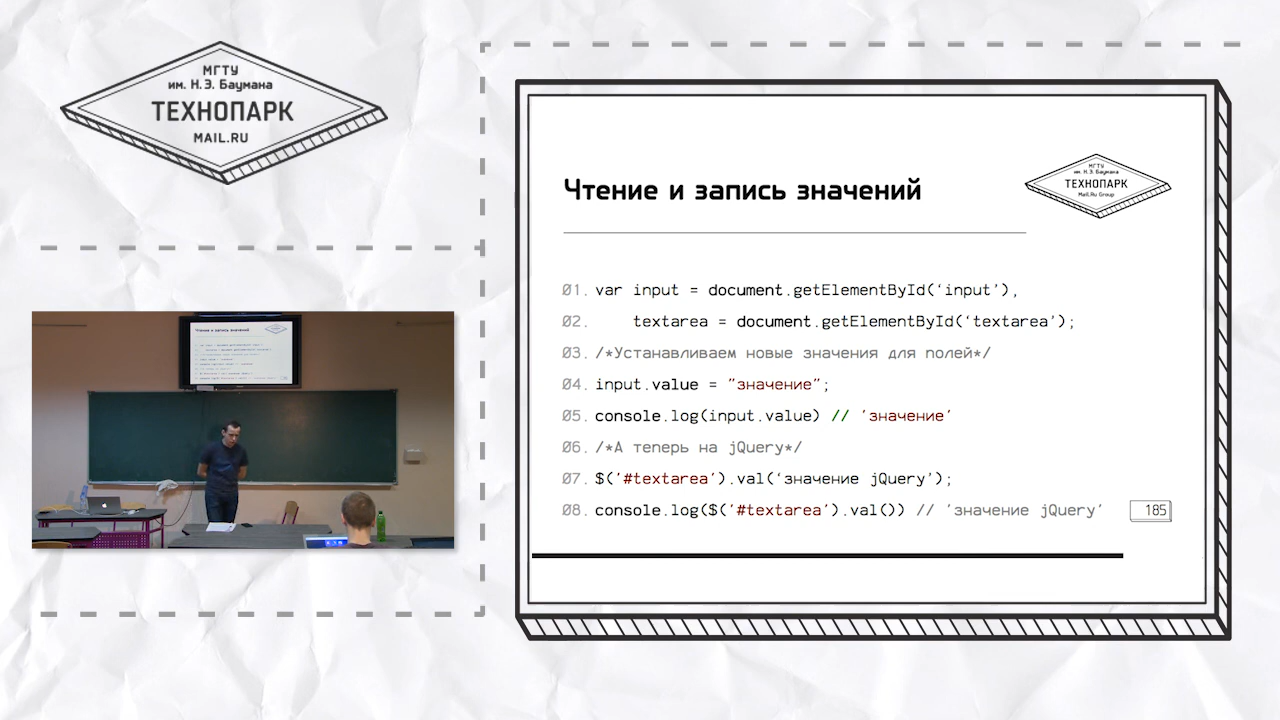 МГТУ
им. Н.Э. Баумана
ТЕХНОПАРК
MAIL.RU
Чтение и запись значений
МГТУ
им. Н.Э. Баумана
ТЕХНОПАРК
Mail.Ru Group
01. var input = document.getElementById(‘input’),
02. textarea = document.getElementById(‘textarea’);
03. /*Устанавливаем новые значения для полей*/
04. input.value = ”значение”;
05. console.log(input.value) // ’значение’
06. /*А теперь на jQuery*/
07. $(’#textarea’).val(‘значение jQuery’);
08. console.log($(’#textarea’).val()) // ’значение jQuery’
185
Чтение и запись значений